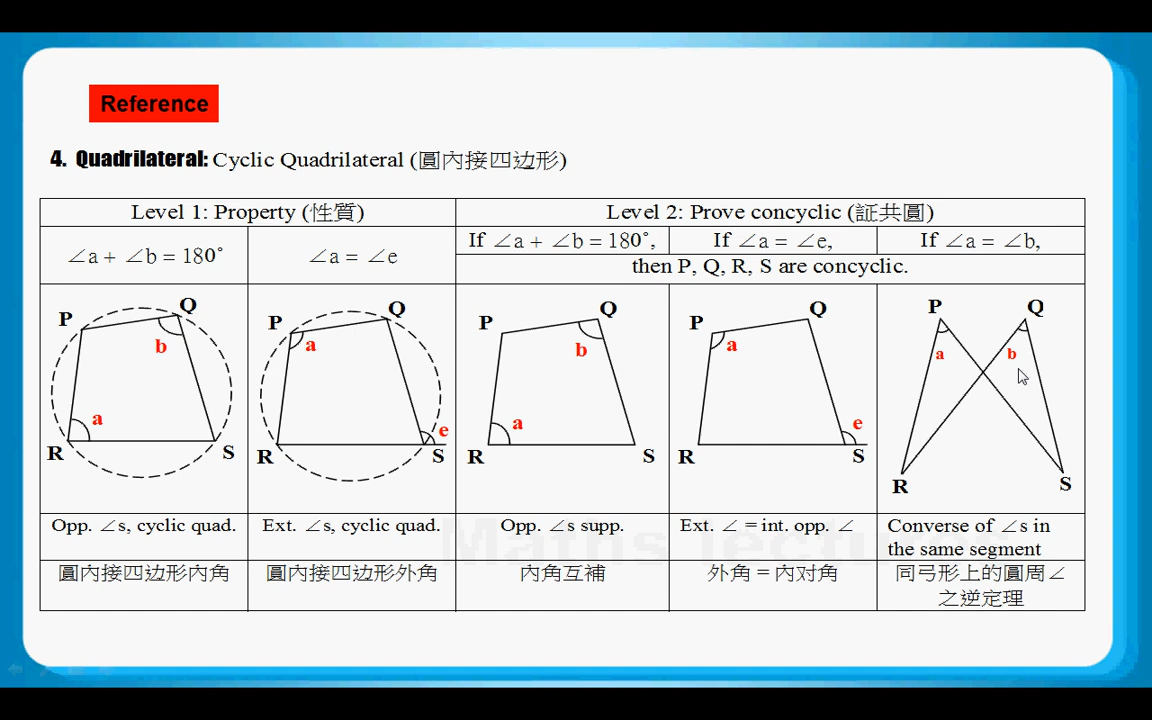 Reference
4. Quadrilateral: Cyclic Quadrilateral (圓內接四边形)
Level 1: Property (性質)
Level 2: Prove concyclic (証共圓)
∠a + ∠b = 180°
∠a = ∠e
If ∠a + ∠b = 180°,
If ∠a = ∠e,
If ∠a = ∠b,
then P, Q, R, S are concyclic.
P
Q
b
a
R
S
P
Q
a
e
R
S
P
Q
b
a
R
S
P
Q
a
e
R
S
P
Q
a
b
R
S
Opp. ∠s, cyclic quad.
Ext. ∠s, cyclic quad.
Opp. ∠s supp.
Ext. ∠ = int. opp. ∠
Converse of ∠s in
the same segment
圓內接四边形內角
圓內接四边形外角
內角互補
外角 = 內对角
同弓形上的圓周∠
之逆定理
Maths lectures